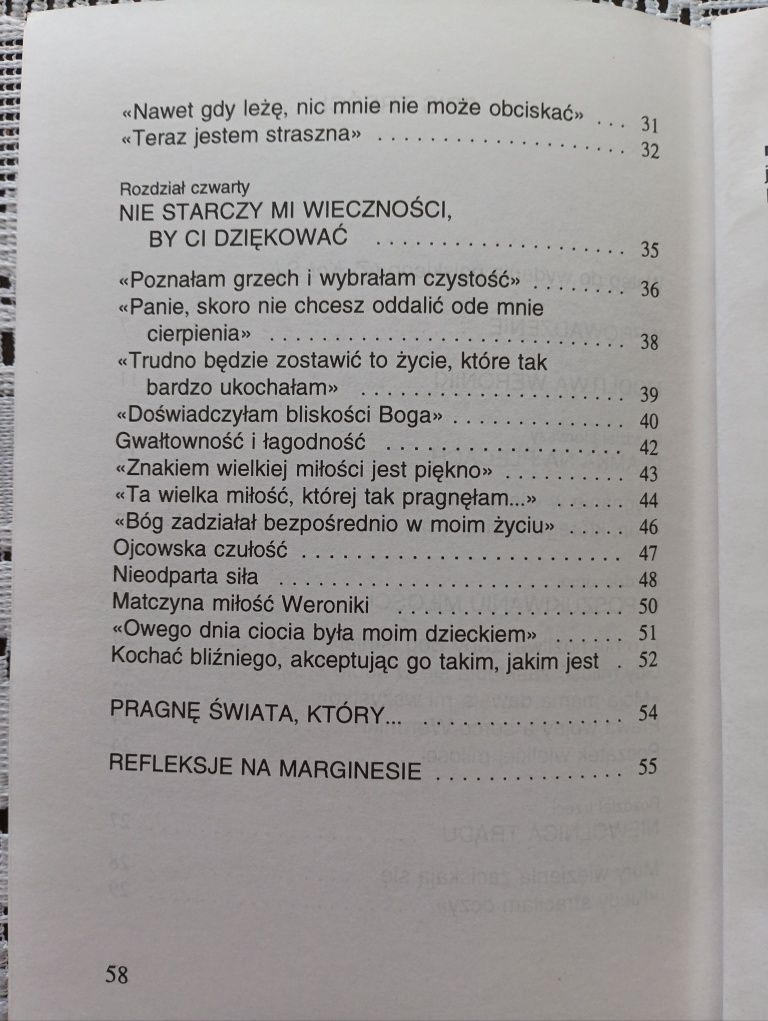 «Nawet gdy leżę, nic mnie nie może obciskać» . . . 31
«Teraz jestem straszna» . . . . . . . . . . . . . . . . . . . . 32
Rozdział czwarty
NIE STARCZY MI WIECZNOŚCI,
BY CI DZIĘKOWAĆ . . . . . . . . . . . . . . . . . . . . 35
«Poznałam grzech i wybrałam czystość» . . . . . . . . 36
«Panie, skoro nie chcesz oddalić ode mnie
cierpienia» . . . . . . . . . . . . . . . . . . . . . . . . . . . . 38
«Trudno będzie zostawić to życie, które tak
bardzo ukochałam» . . . . . . . . . . . . . . . . . . . . . 39
«Doświadczyłam bliskości Boga» . . . . . . . . . . . . . . 40
Gwałtowność i łagodność . . . . . . . . . . . . . . . . . . . 42
«Znakiem wielkiej miłości jest piękno» . . . . . . . . . . 43
«Ta wielka miłość, której tak pragnęłam...» . . . . . . 44
«Bóg zadziałał bezpośrednio w moim życiu» . . . . . 46
Ojcowska czułość . . . . . . . . . . . . . . . . . . . . . . . . . 47
Nieodparta siła . . . . . . . . . . . . . . . . . . . . . . . . . . . 48
Matczyna miłość Weroniki . . . . . . . . . . . . . . . . . . 50
«Owego dnia ciocia była moim dzieckiem» . . . . . . 51
Kochać bliźniego, akceptując go takim, jakim jest . 52
PRAGNĘ ŚWIATA, KTÓRY... . . . . . . . . . . . . . . . . 54
REFLEKSJE NA MARGINESIE . . . . . . . . . . . . . . . 55
58